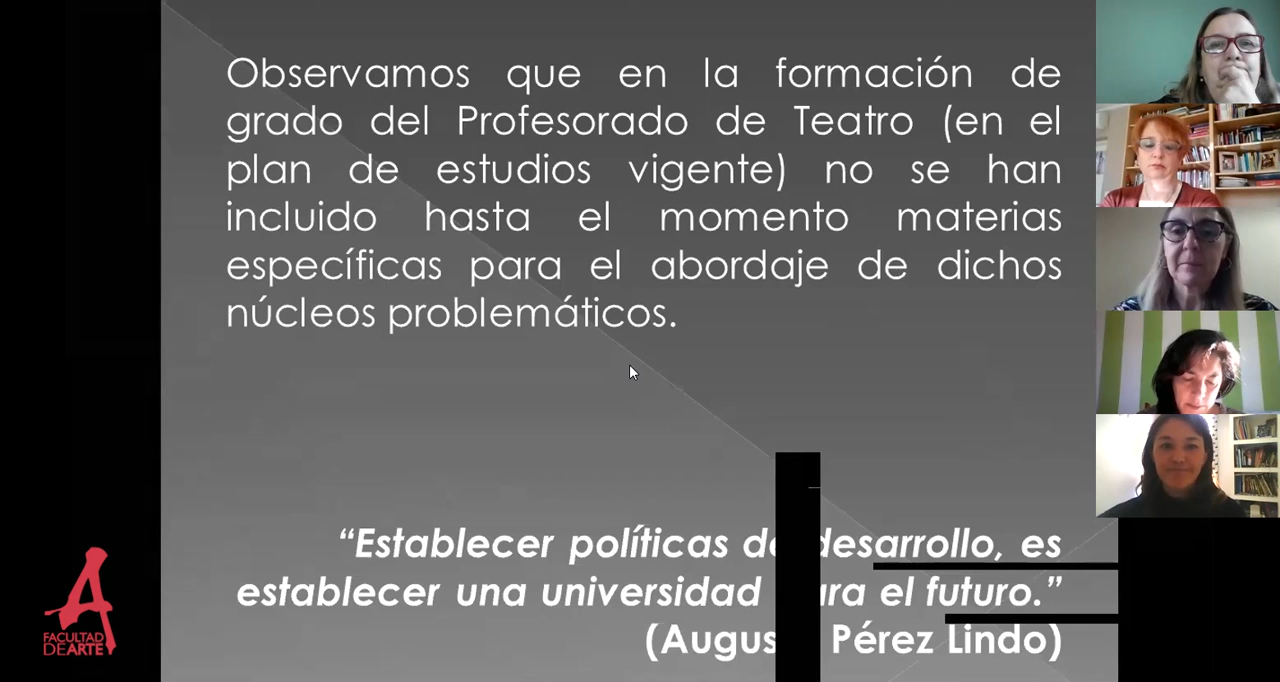 Observamos que en la formación de
grado del Profesorado de Teatro (en el
plan de estudios vigente) no se han
incluido hasta el momento materias
específicas para el abordaje de dichos
núcleos problemáticos.
“Establecer políticas desarrollo, es
establecer una universidad el futuro.”
Pérez Lindo)
FACULTAD
DEARTE